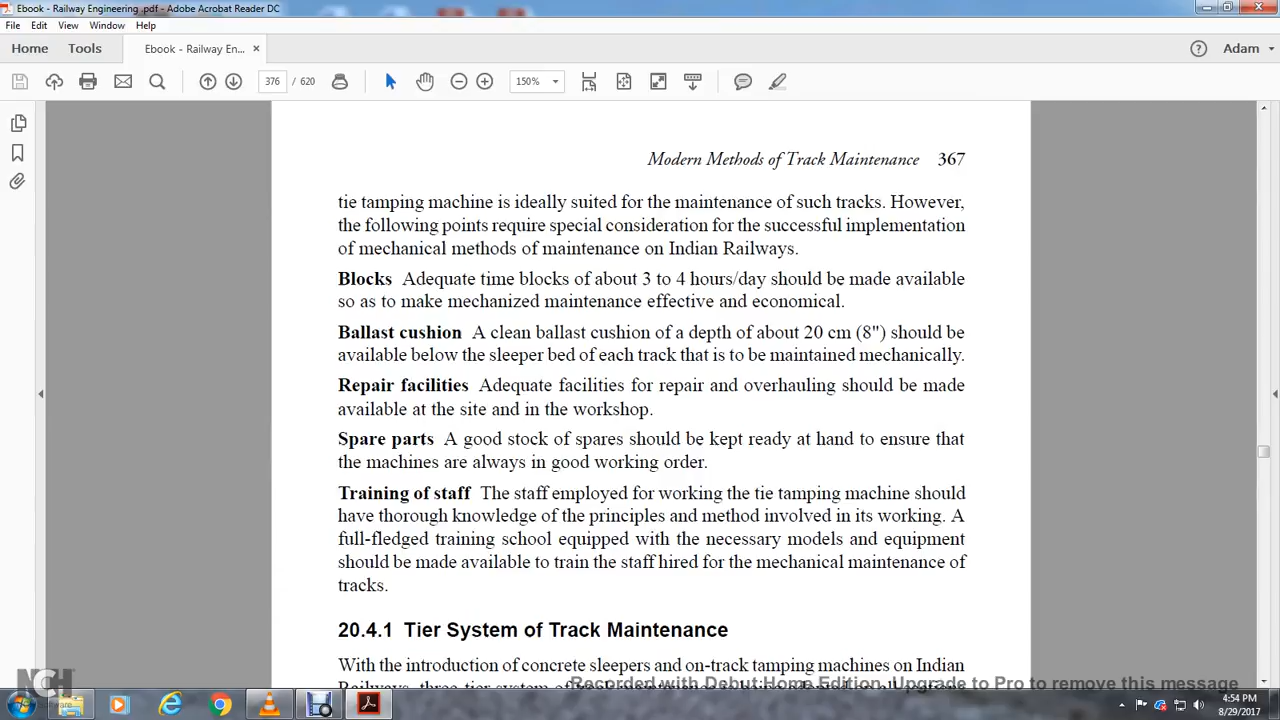 Ebook - Railway Engineering .pdf - Adobe Acrobat Reader DC
File Edit View Window Help
Home Tools Ebook - Railway En... × Adam
376 / 620 150%
Modern Methods of Track Maintenance 367
tie tamping machine is ideally suited for the maintenance of such tracks. However,
the following points require special consideration for the successful implementation
of mechanical methods of maintenance on Indian Railways.
Blocks Adequate time blocks of about 3 to 4 hours/day should be made available
so as to make mechanized maintenance effective and economical.
Ballast cushion A clean ballast cushion of a depth of about 20 cm (8") should be
available below the sleeper bed of each track that is to be maintained mechanically.
Repair facilities Adequate facilities for repair and overhauling should be made
available at the site and in the workshop.
Spare parts A good stock of spares should be kept ready at hand to ensure that
the machines are always in good working order.
Training of staff The staff employed for working the tie tamping machine should
have thorough knowledge of the principles and method involved in its working. A
full-fledged training school equipped with the necessary models and equipment
should be made available to train the staff hired for the mechanical maintenance of
tracks.
20.4.1 Tier System of Track Maintenance
With the introduction of concrete sleepers and on-track tamping machines on Indian
Recorded with Debut Home Edition. Upgrade to Pro to remove this message
NCH
4:54 PM
8/29/2017